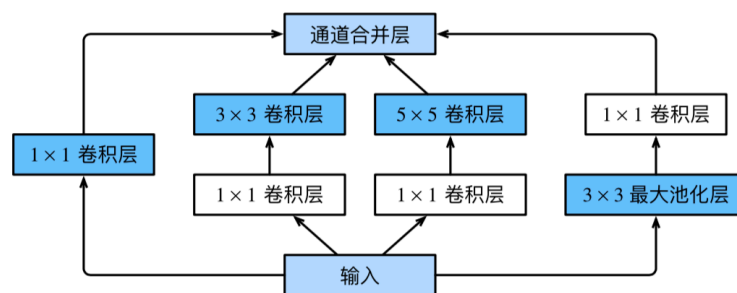 通道合并层
3 × 3 卷积层
5 × 5 卷积层
1 × 1 卷积层
1 × 1 卷积层
1 × 1 卷积层
1 × 1 卷积层
3 × 3 最大池化层
输入